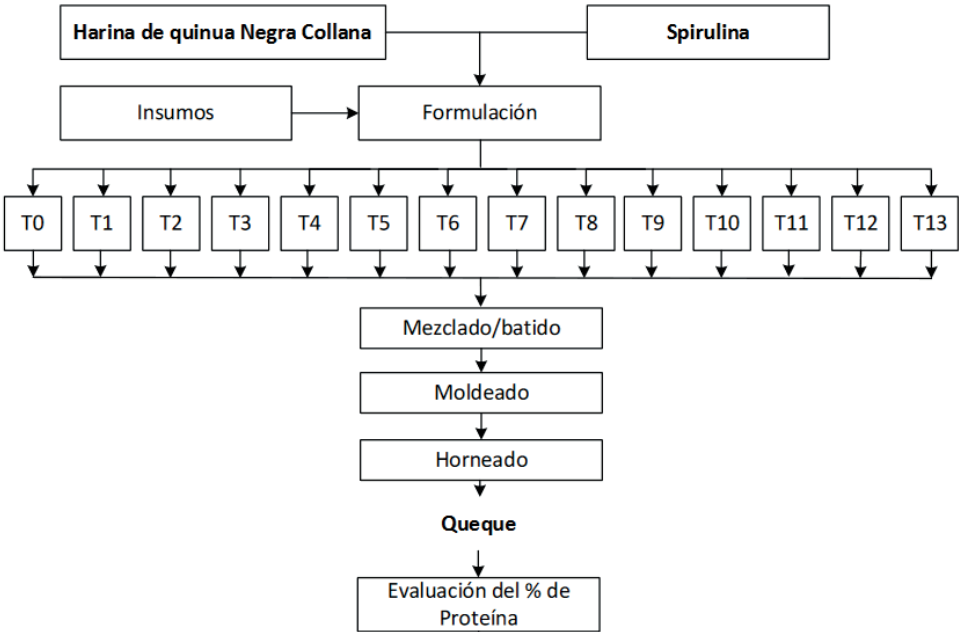 Harina de quinua Negra Collana
Spirulina
Insumos
Formulación
T0
T1
T2
T3
T4
T5
T6
T7
T8
T9
T10
T11
T12
T13
Mezclado/batido
Moldeado
Horneado
Queque
Evaluación del % de
Proteína